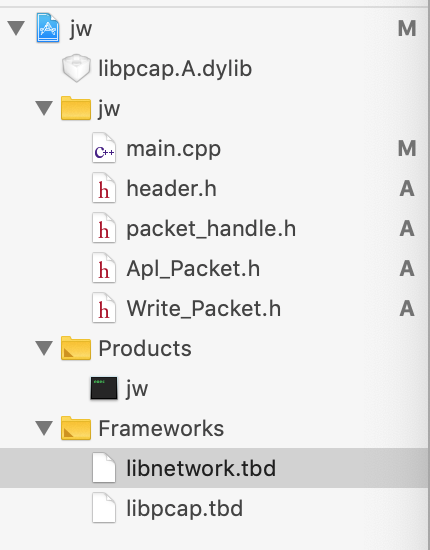 jw M
libpcap.A.dylib
jw
C++ main.cpp M
h header.h A
h packet_handle.h A
h Apl_Packet.h A
h Write_Packet.h A
Products
jw
Frameworks
libnetwork.tbd
libpcap.tbd